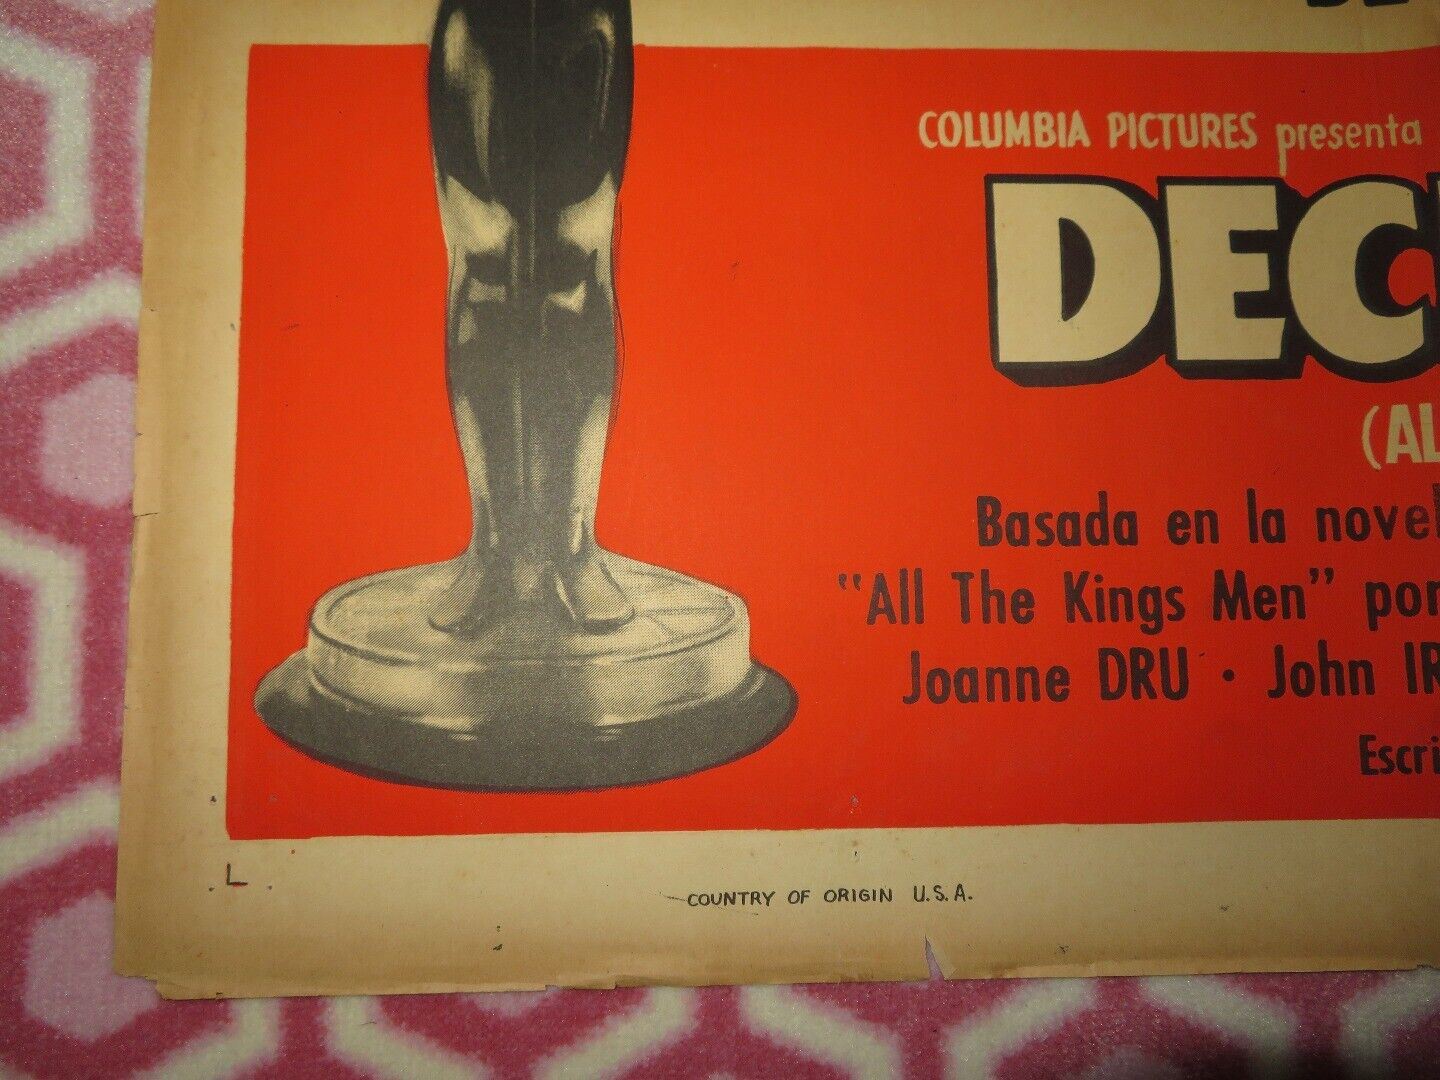 COLUMBIA PICTURES presenta
DEC
(AL
Basada en la novel
"All The Kings Men" por
Joanne DRU · John IR
Escri
L
COUNTRY OF ORIGIN U.S.A.